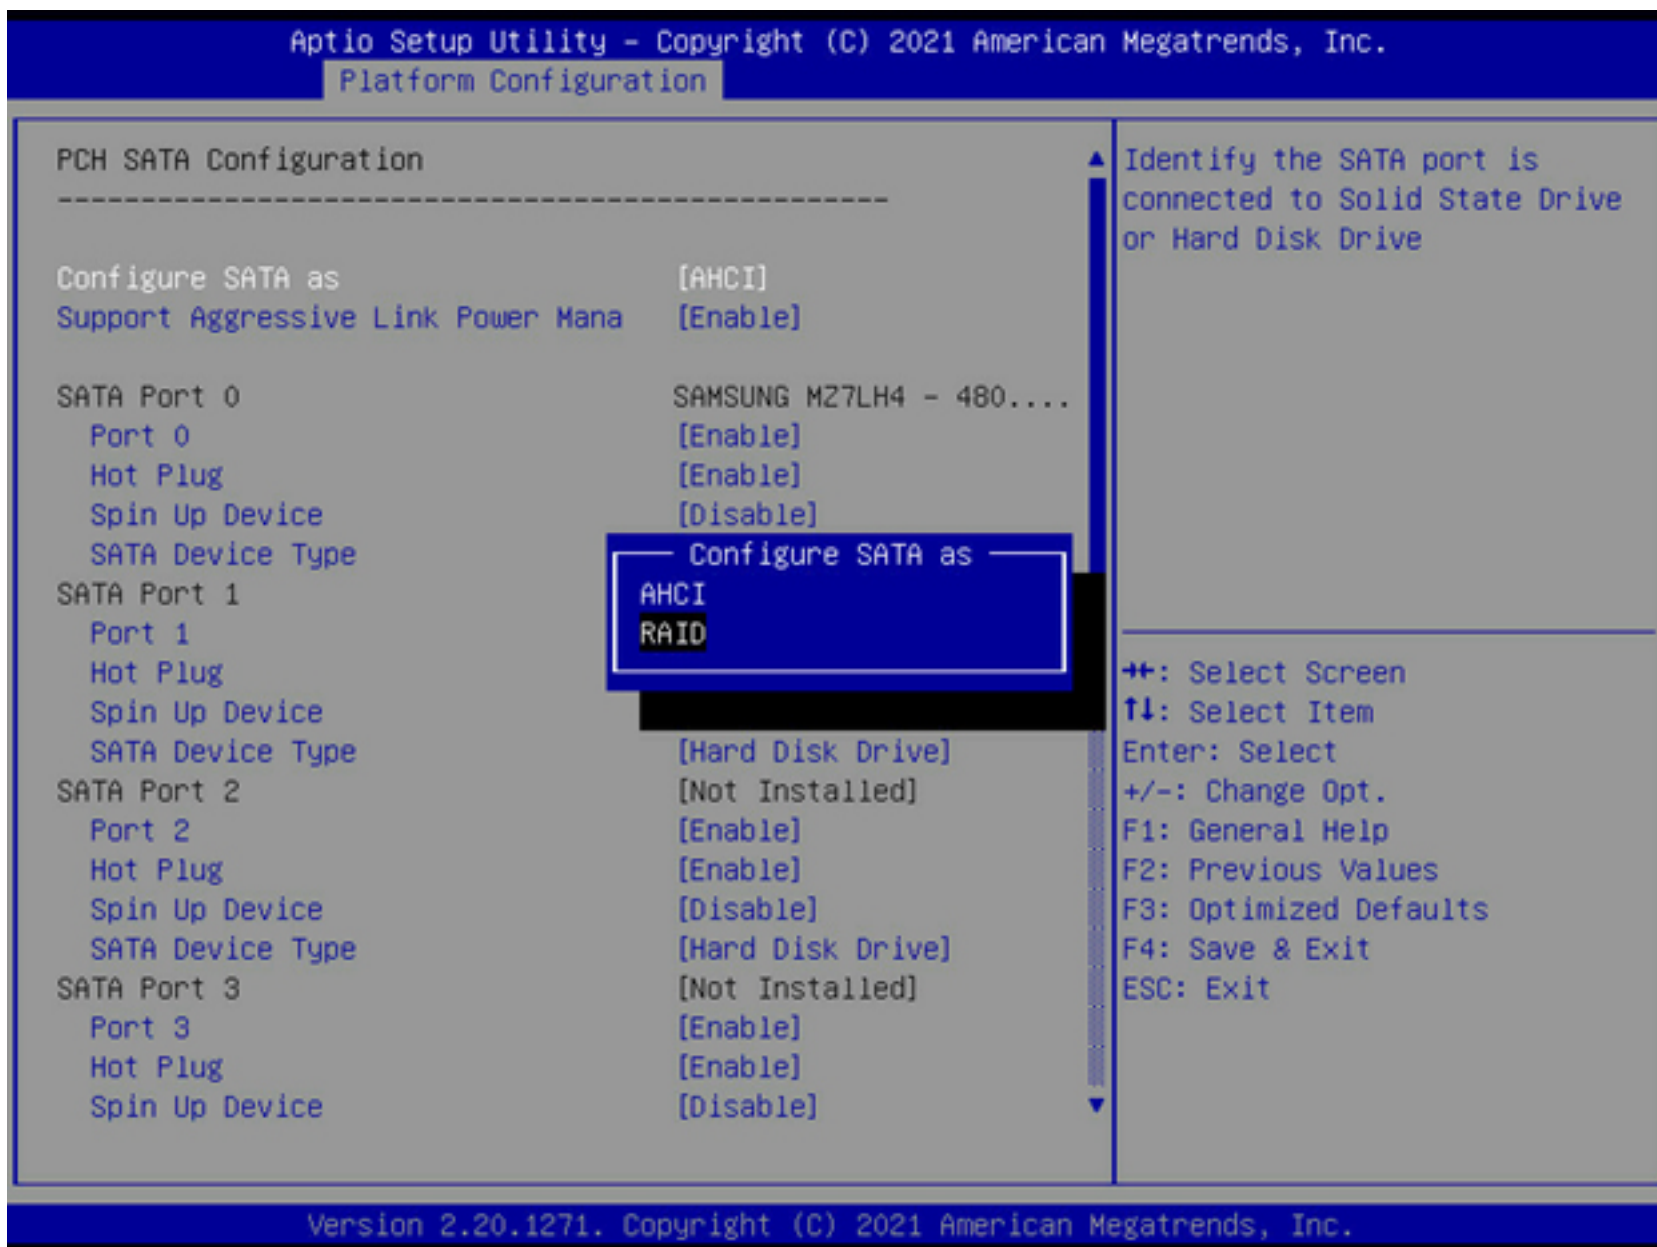 Aptio Setup Utility – Copyright (C) 2021 American Megatrends, Inc.
Platform Configuration
PCH SATA Configuration
--------------------------------------------------
Configure SATA as [AHCI]
Support Aggressive Link Power Mana [Enable]
SATA Port 0 SAMSUNG MZ7LH4 – 480....
Port 0 [Enable]
Hot Plug [Enable]
Spin Up Device [Disable]
SATA Device Type
SATA Port 1
Port 1
Hot Plug
Spin Up Device
SATA Device Type [Hard Disk Drive]
SATA Port 2 [Not Installed]
Port 2 [Enable]
Hot Plug [Enable]
Spin Up Device [Disable]
SATA Device Type [Hard Disk Drive]
SATA Port 3 [Not Installed]
Port 3 [Enable]
Hot Plug [Enable]
Spin Up Device [Disable]
Configure SATA as
AHCI
RAID
Identify the SATA port is
connected to Solid State Drive
or Hard Disk Drive
→←: Select Screen
↑↓: Select Item
Enter: Select
+/-: Change Opt.
F1: General Help
F2: Previous Values
F3: Optimized Defaults
F4: Save & Exit
ESC: Exit
Version 2.20.1271. Copyright (C) 2021 American Megatrends, Inc.